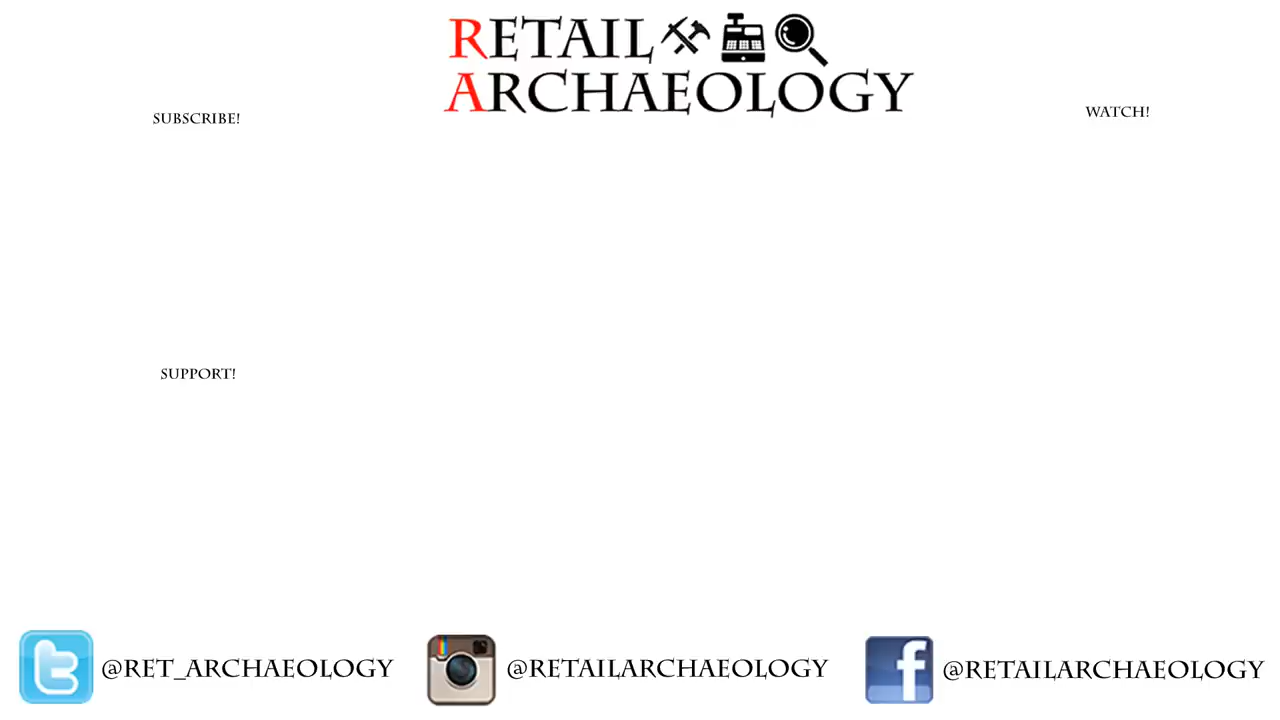 RETAIL
ARCHAEOLOGY
SUBSCRIBE!
WATCH!
SUPPORT!
@RET_ARCHAEOLOGY
@RETAILARCHAEOLOGY
@RETAILARCHAEOLOGY